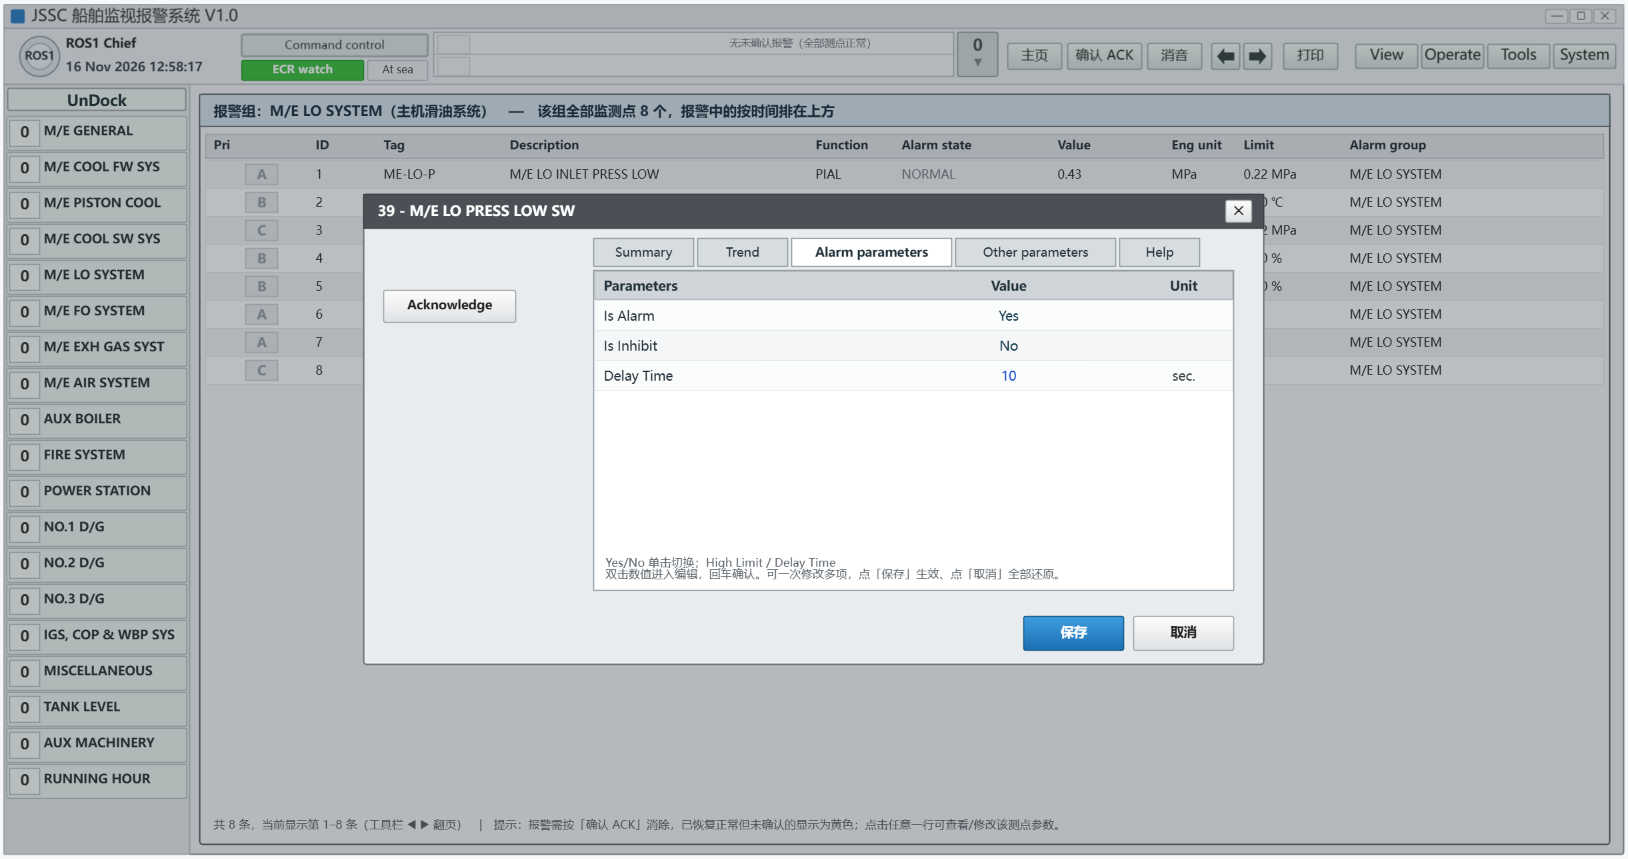 JSSC 船舶监视报警系统 V1.0
ROS1
ROS1 Chief
16 Nov 2026 12:58:17
Command control
ECR watch
At sea
无未确认报警（全部测点正常）
0
主页
确认 ACK
消音
打印
View
Operate
Tools
System
UnDock
0 M/E GENERAL
0 M/E COOL FW SYS
0 M/E PISTON COOL
0 M/E COOL SW SYS
0 M/E LO SYSTEM
0 M/E FO SYSTEM
0 M/E EXH GAS SYST
0 M/E AIR SYSTEM
0 AUX BOILER
0 FIRE SYSTEM
0 POWER STATION
0 NO.1 D/G
0 NO.2 D/G
0 NO.3 D/G
0 IGS, COP & WBP SYS
0 MISCELLANEOUS
0 TANK LEVEL
0 AUX MACHINERY
0 RUNNING HOUR
报警组：M/E LO SYSTEM（主机滑油系统） — 该组全部监测点 8 个，报警中的按时间排在上方
Pri ID Tag Description Function Alarm state Value Eng unit Limit Alarm group
A 1 ME-LO-P M/E LO INLET PRESS LOW PIAL NORMAL 0.43 MPa 0.22 MPa M/E LO SYSTEM
B 2 ℃ M/E LO SYSTEM
C 3 MPa M/E LO SYSTEM
B 4 % M/E LO SYSTEM
B 5 % M/E LO SYSTEM
A 6 M/E LO SYSTEM
A 7 M/E LO SYSTEM
C 8 M/E LO SYSTEM
39 - M/E LO PRESS LOW SW
Acknowledge
Summary Trend Alarm parameters Other parameters Help
Parameters Value Unit
Is Alarm Yes
Is Inhibit No
Delay Time 10 sec.
Yes/No 单击切换；High Limit / Delay Time
双击数值进入编辑，回车确认。可一次修改多项，点「保存」生效、点「取消」全部还原。
保存
取消
共 8 条，当前显示第 1–8 条（工具栏 ◀ ▶ 翻页） | 提示：报警需按「确认 ACK」消除，已恢复正常但未确认的显示为黄色；点击任意一行可查看/修改该测点参数。